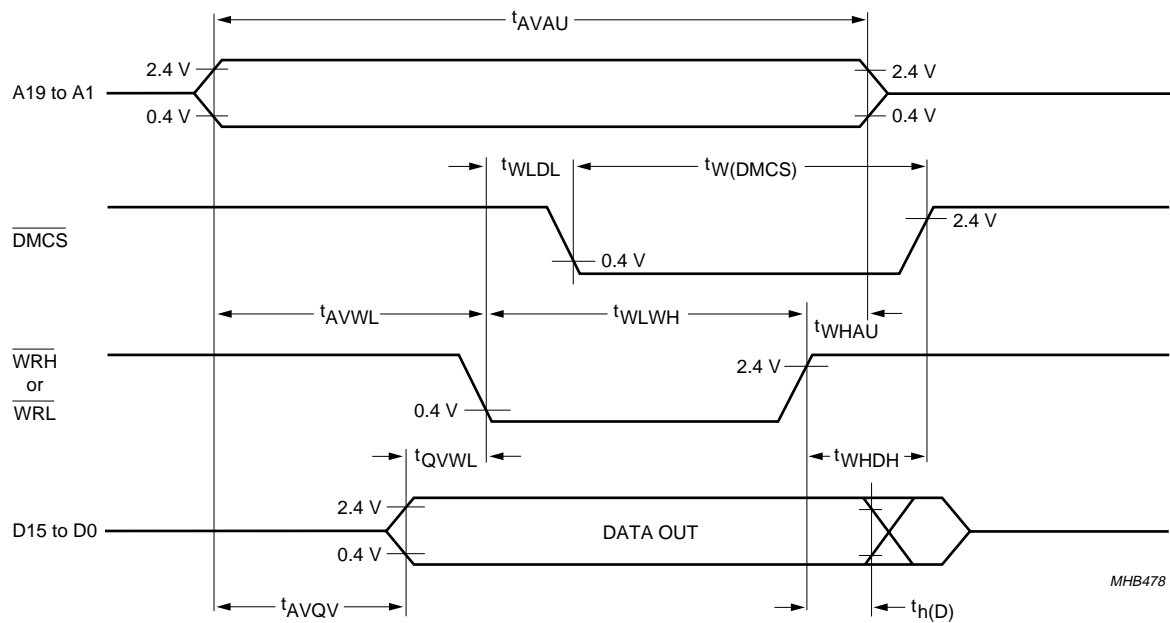 tAVAU
2.4 V
2.4 V
A19 to A1
0.4 V
0.4 V
tWLDL
tW(DMCS)
DMCS
2.4 V
0.4 V
tAVWL
tWLWH
tWHAU
WRH
or
WRL
2.4 V
0.4 V
tQVWL
tWHDH
2.4 V
D15 to D0
DATA OUT
0.4 V
MHB478
tAVQV
th(D)